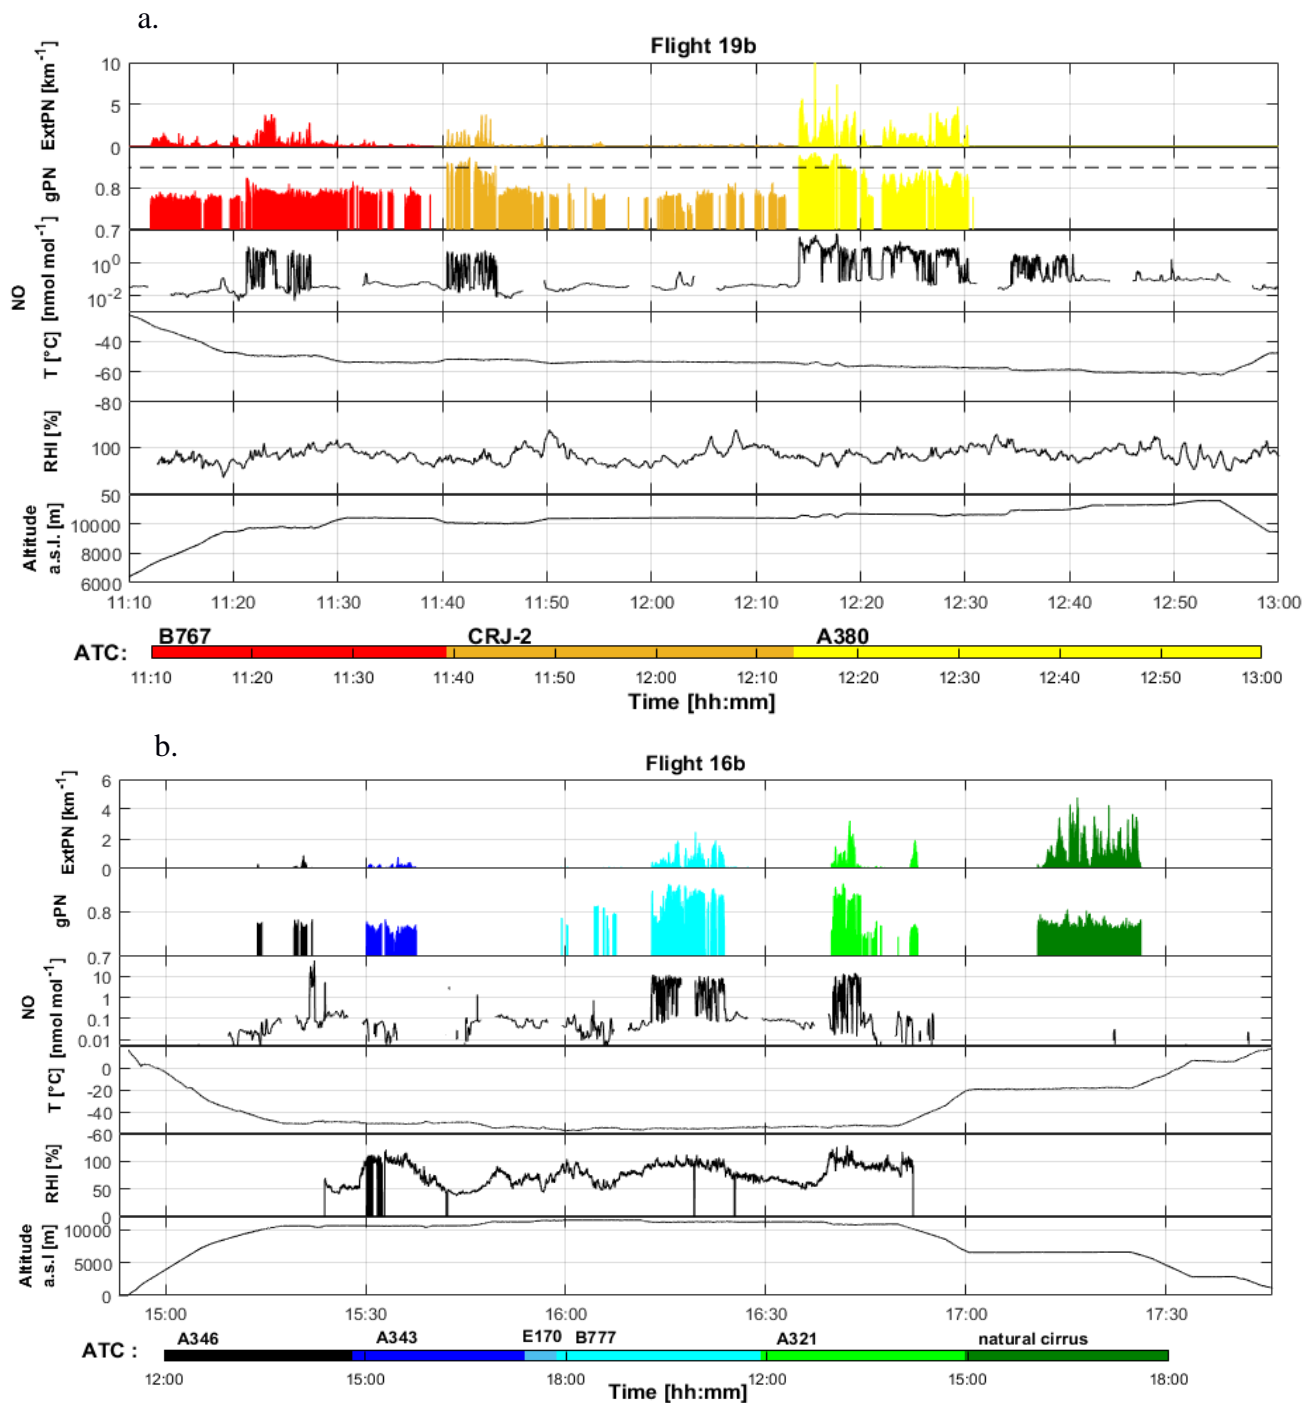 a.
Flight 19b
ExtPN [km-1]
10
5
0
gPN
0.8
0.7
NO [nmol mol-1]
10^0
10^-2
T [°C]
-40
-60
-80
RHI [%]
100
50
Altitude a.s.l. [m]
10000
8000
6000
11:10 11:20 11:30 11:40 11:50 12:00 12:10 12:20 12:30 12:40 12:50 13:00
B767 CRJ-2 A380
ATC:
11:10 11:20 11:30 11:40 11:50 12:00 12:10 12:20 12:30 12:40 12:50 13:00
Time [hh:mm]
b.
Flight 16b
ExtPN [km-1]
6
4
2
0
gPN
0.8
0.7
NO [nmol mol-1]
10
1
0.1
0.01
T [°C]
0
-20
-40
-60
RHI [%]
100
50
0
Altitude a.s.l [m]
10000
5000
0
15:00 15:30 16:00 16:30 17:00 17:30
A346 A343 E170 B777 A321 natural cirrus
ATC :
12:00 15:00 18:00 12:00 15:00 18:00
Time [hh:mm]